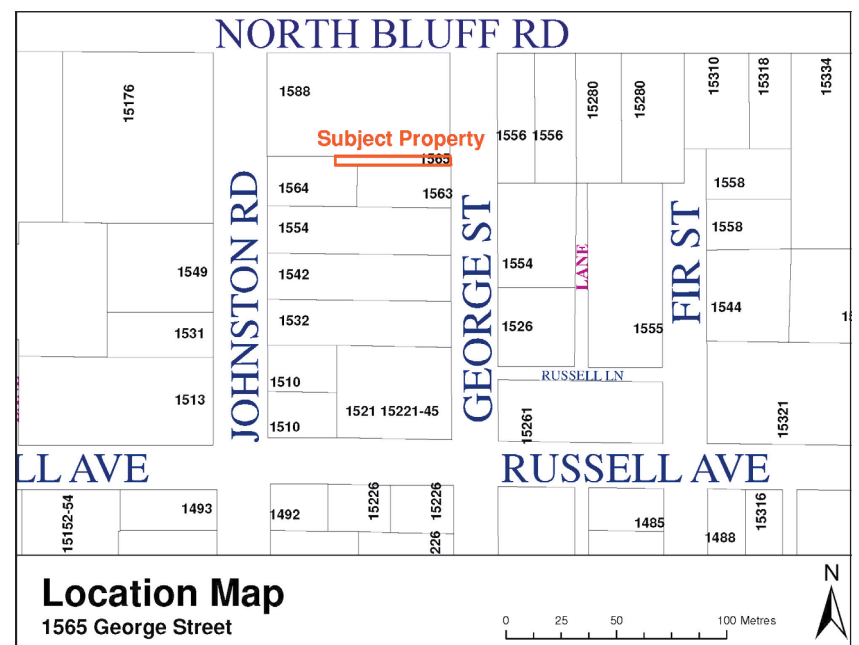 NORTH BLUFF RD
15176
1588
1556
1556
15280
15280
15310
15318
15334
Subject Property
1565
1564
1563
1558
1558
1554
1549
1542
1554
LANE
1544
1532
1531
1526
1555
JOHNSTON RD
GEORGE ST
FIR ST
RUSSELL LN
1510
1513
1510
1521 15221-45
15261
15321
LL AVE
RUSSELL AVE
15152-54
1493
1492
15226
15226
226
1485
1488
15316
Location Map
1565 George Street
0 25 50 100 Metres
N